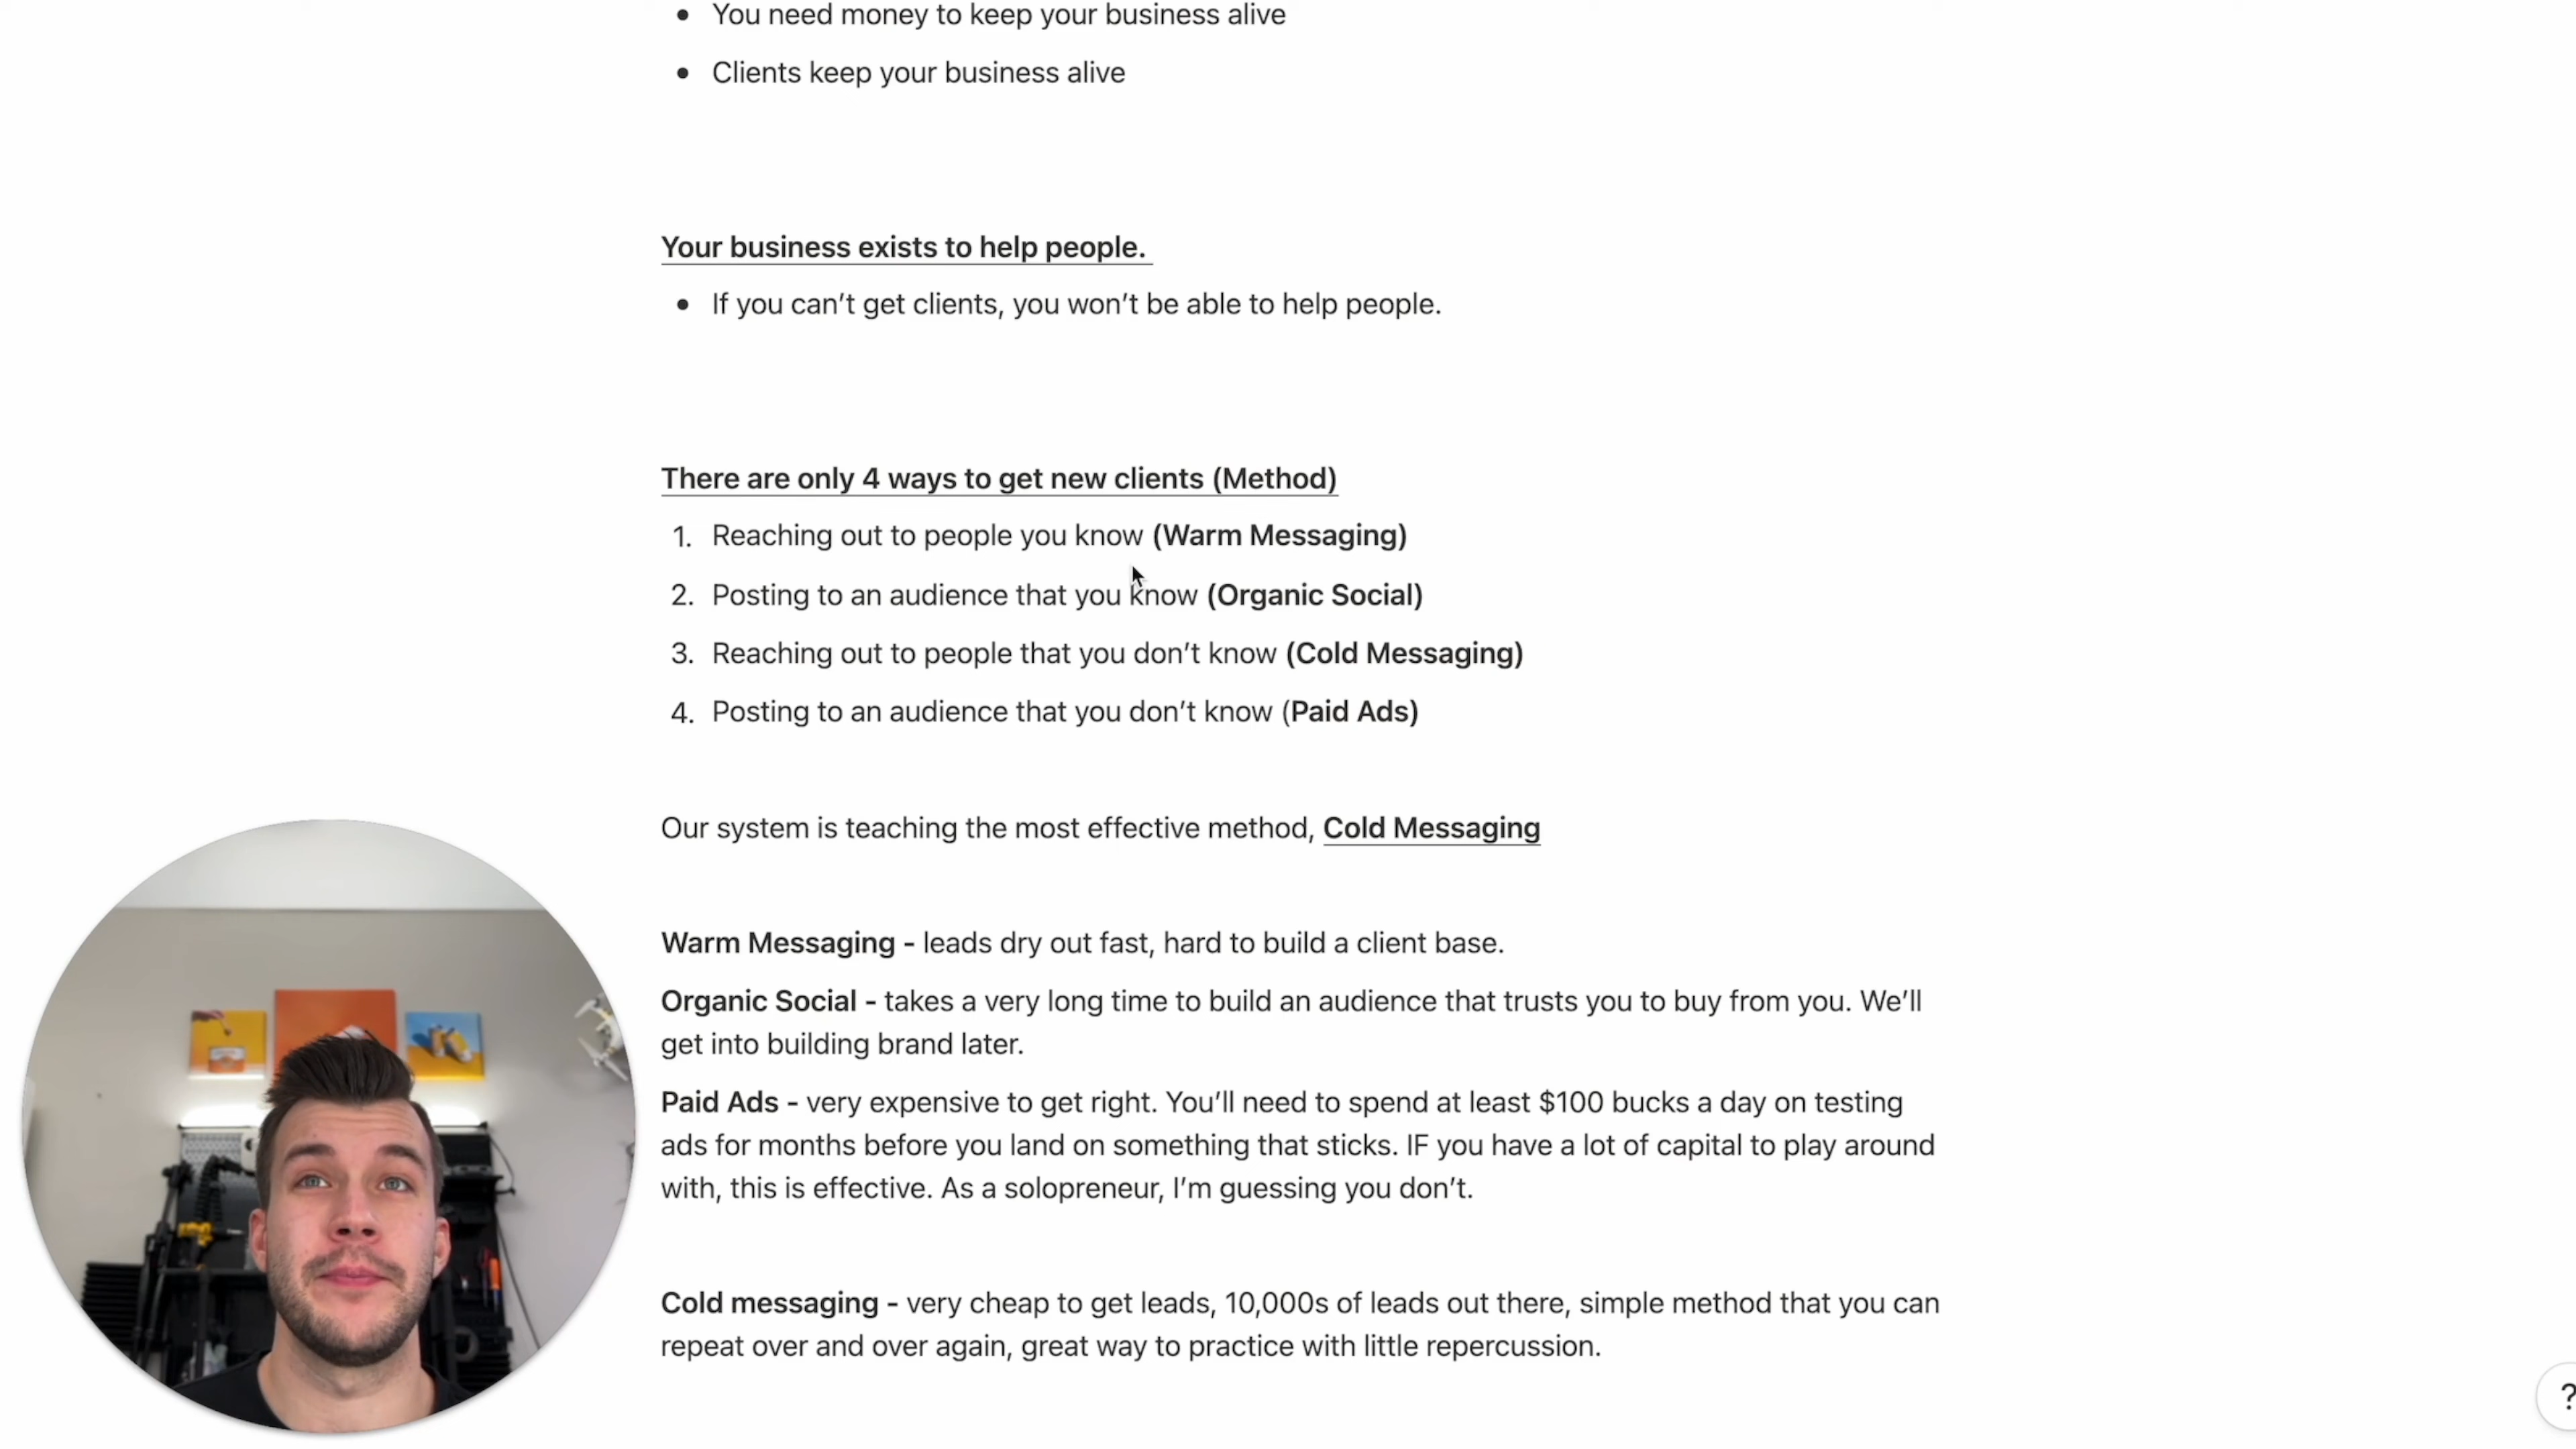 You need money to keep your business alive
Clients keep your business alive
Your business exists to help people.
If you can’t get clients, you won’t be able to help people.
There are only 4 ways to get new clients (Method)
1. Reaching out to people you know (Warm Messaging)
2. Posting to an audience that you know (Organic Social)
3. Reaching out to people that you don’t know (Cold Messaging)
4. Posting to an audience that you don’t know (Paid Ads)
Our system is teaching the most effective method, Cold Messaging
Warm Messaging - leads dry out fast, hard to build a client base.
Organic Social - takes a very long time to build an audience that trusts you to buy from you. We’ll
get into building brand later.
Paid Ads - very expensive to get right. You’ll need to spend at least $100 bucks a day on testing
ads for months before you land on something that sticks. IF you have a lot of capital to play around
with, this is effective. As a solopreneur, I’m guessing you don’t.
Cold messaging - very cheap to get leads, 10,000s of leads out there, simple method that you can
repeat over and over again, great way to practice with little repercussion.
?